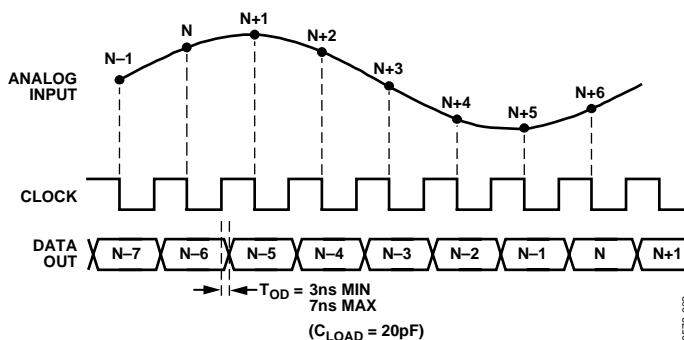 N–1 N N+1 N+2 N+3 N+4 N+5 N+6
ANALOG
INPUT
CLOCK
DATA
OUT
N–7 N–6 N–5 N–4 N–3 N–2 N–1 N N+1
T_OD = 3ns MIN
7ns MAX
(C_LOAD = 20pF)